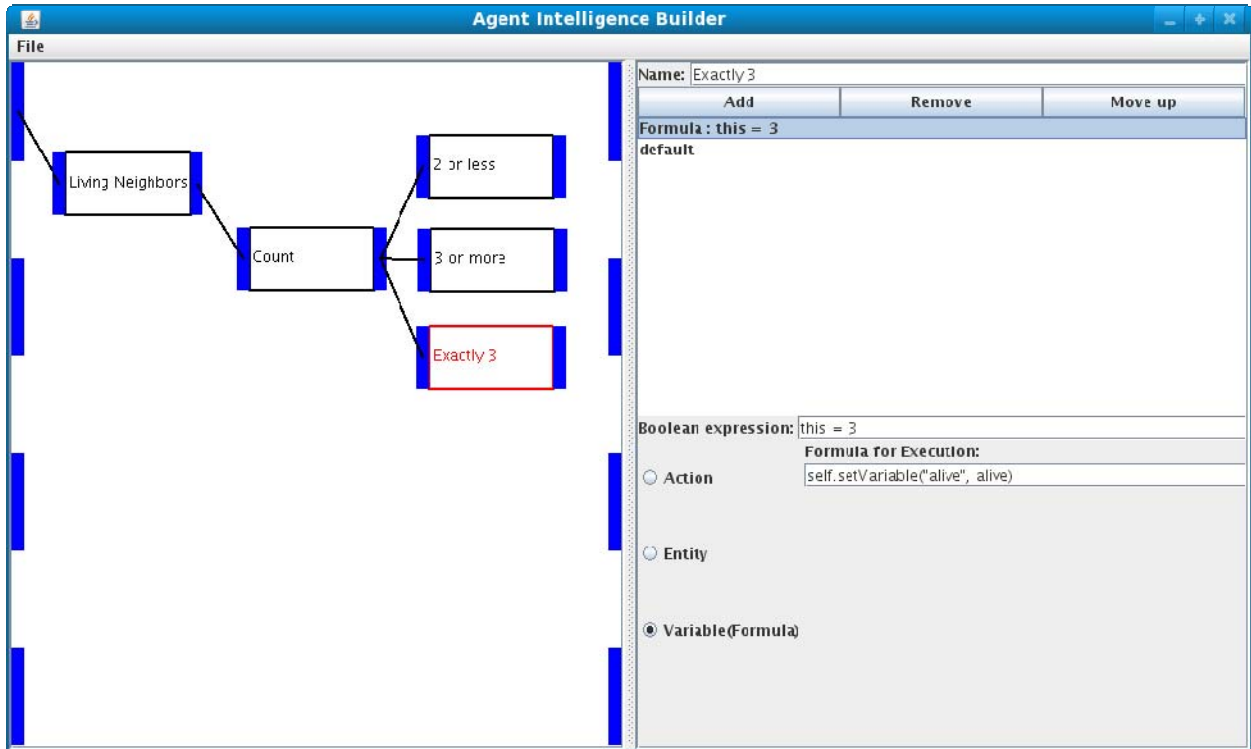 Agent Intelligence Builder
File
Living Neighbors
Count
2 or less
3 or more
Exactly 3
Name: Exactly 3
Add Remove Move up
Formula : this = 3
default
Boolean expression: this = 3
Formula for Execution:
Action self.setVariable("alive", alive)
Entity
Variable(Formula)